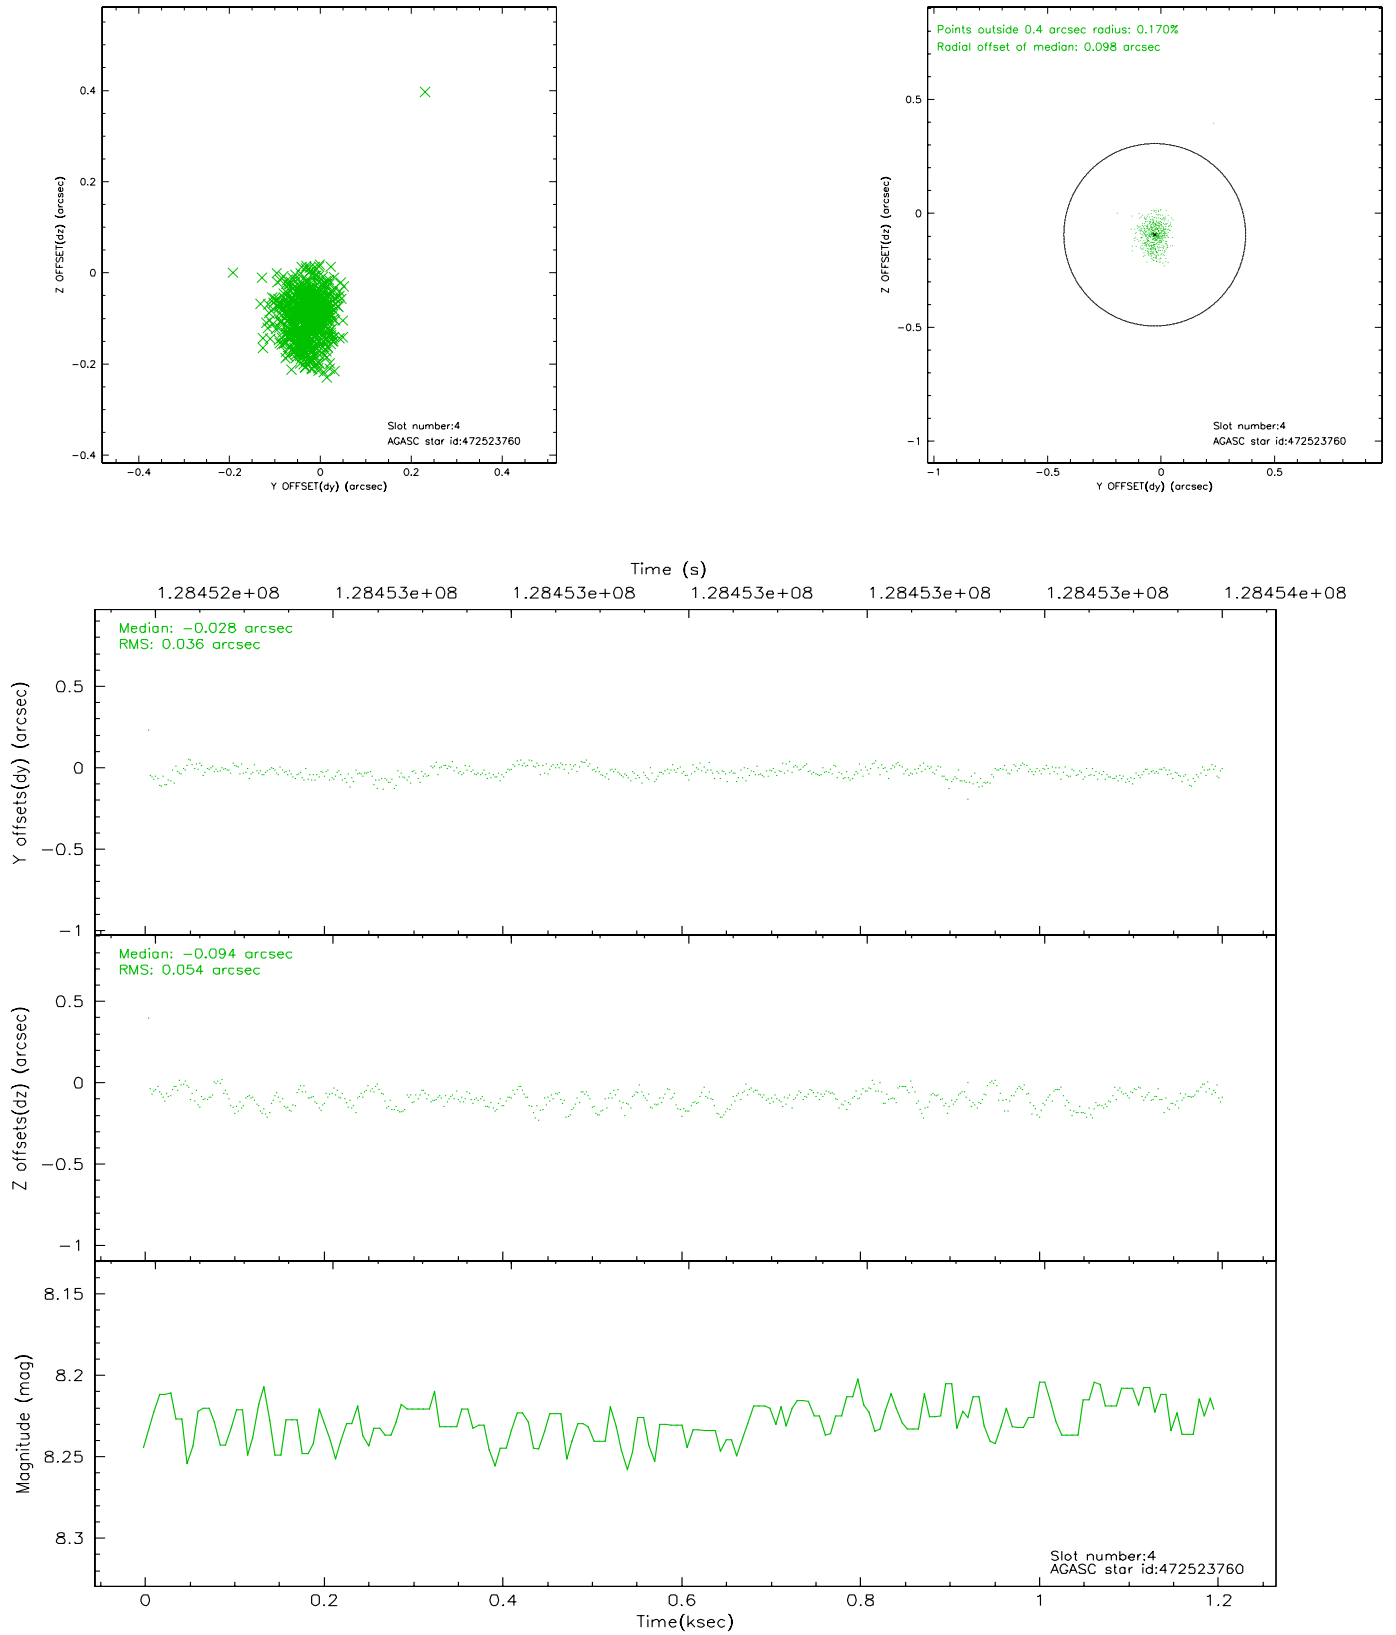 0.4
0.2
0
−0.2
−0.4
Z OFFSET(dz) (arcsec)
Slot number:4
AGASC star id:472523760
−0.4 −0.2 0 0.2 0.4
Y OFFSET(dy) (arcsec)
Points outside 0.4 arcsec radius: 0.170%
Radial offset of median: 0.098 arcsec
0.5
0
−0.5
−1
Z OFFSET(dz) (arcsec)
Slot number:4
AGASC star id:472523760
−1 −0.5 0 0.5
Y OFFSET(dy) (arcsec)
Time (s)
1.28452e+08 1.28453e+08 1.28453e+08 1.28453e+08 1.28453e+08 1.28453e+08 1.28454e+08
Median: −0.028 arcsec
RMS: 0.036 arcsec
0.5
0
−0.5
−1
Y offsets(dy) (arcsec)
Median: −0.094 arcsec
RMS: 0.054 arcsec
0.5
0
−0.5
−1
Z offsets(dz) (arcsec)
8.15
8.2
8.25
8.3
Magnitude (mag)
Slot number:4
AGASC star id:472523760
0 0.2 0.4 0.6 0.8 1 1.2
Time(ksec)